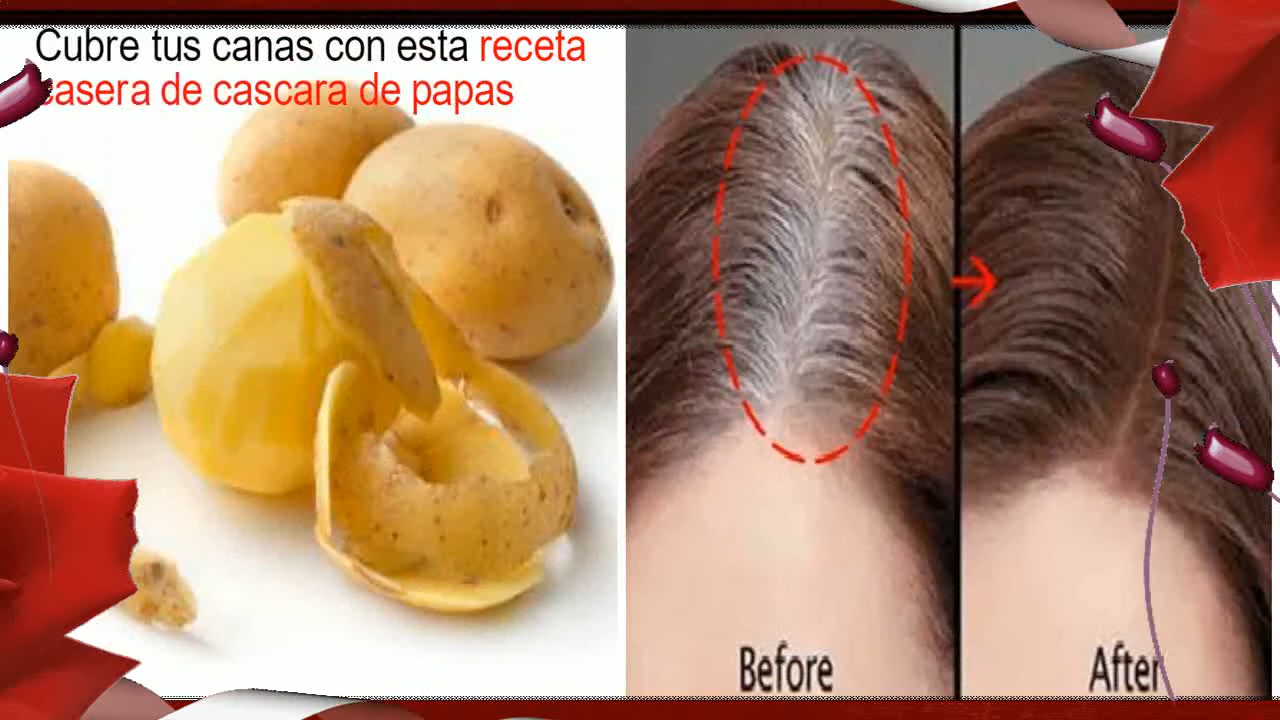 Cubre tus canas con esta receta
casera de cascara de papas
Before
After